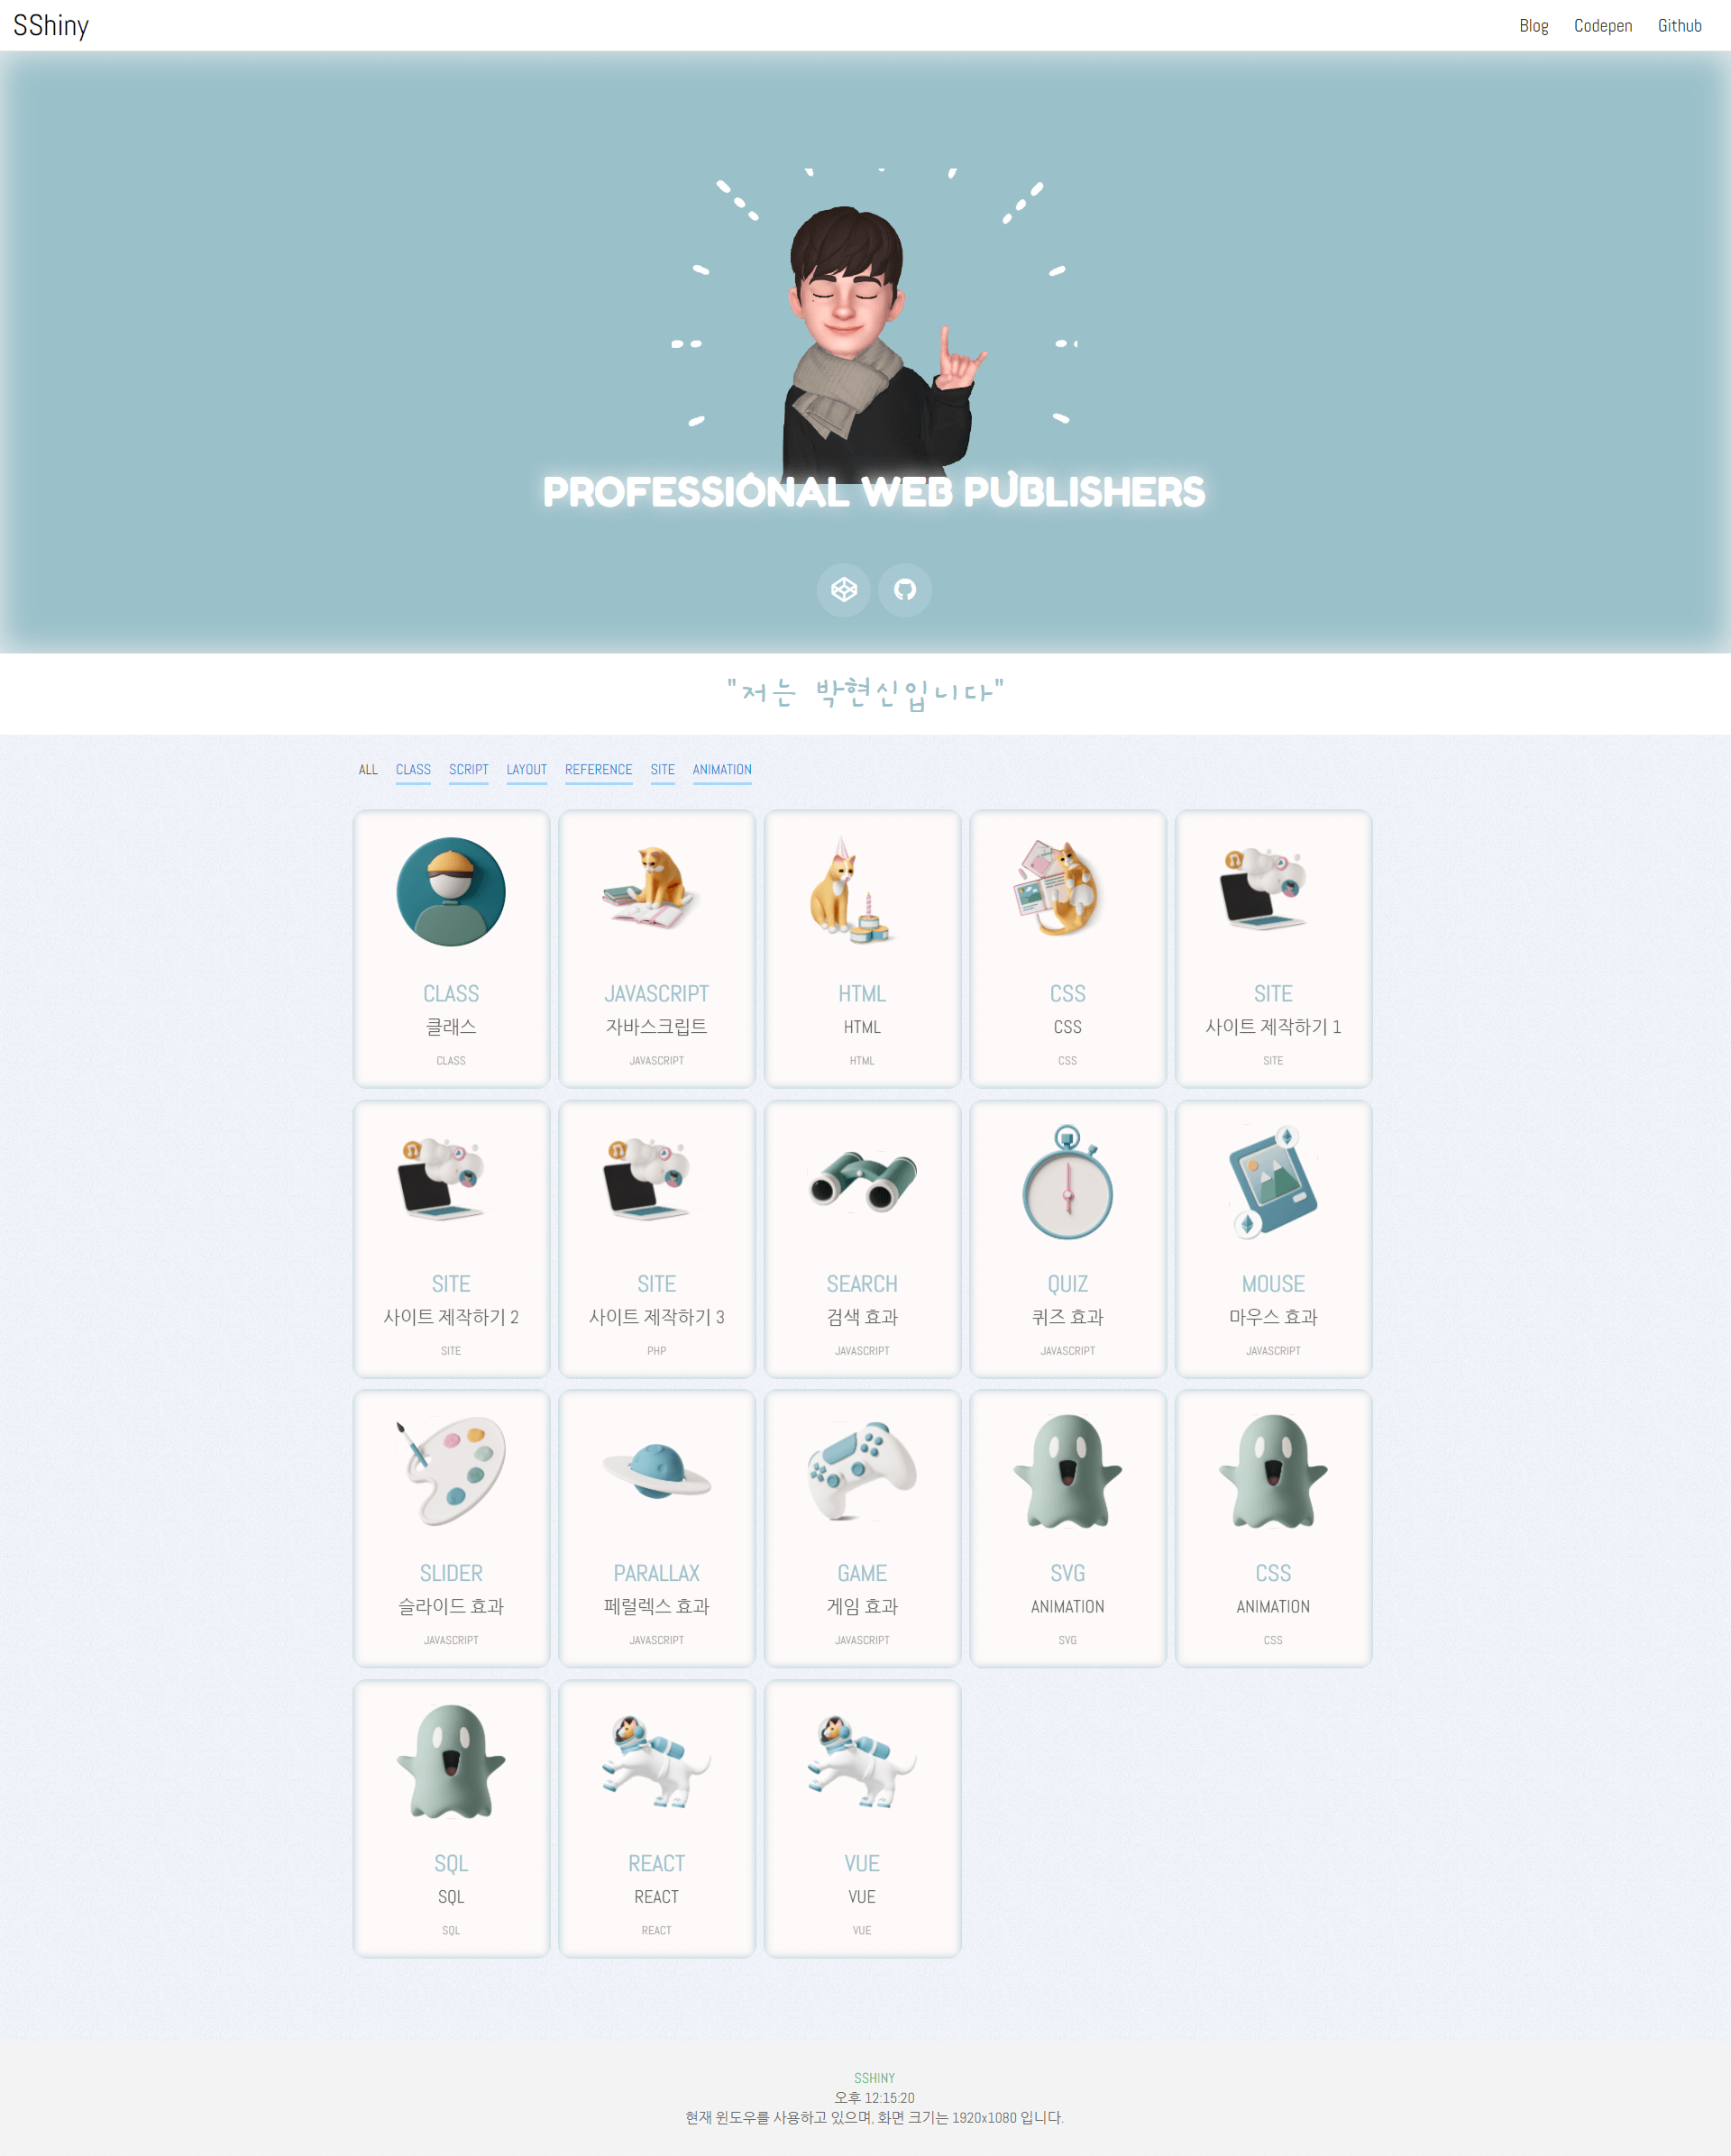 SShiny
Blog Codepen Github
PROFESSIONAL WEB PUBLISHERS
"저는 박현신입니다"
ALL CLASS SCRIPT LAYOUT REFERENCE SITE ANIMATION
CLASS
클래스
CLASS
JAVASCRIPT
자바스크립트
JAVASCRIPT
HTML
HTML
HTML
CSS
CSS
CSS
SITE
사이트 제작하기 1
SITE
SITE
사이트 제작하기 2
SITE
SITE
사이트 제작하기 3
PHP
SEARCH
검색 효과
JAVASCRIPT
QUIZ
퀴즈 효과
JAVASCRIPT
MOUSE
마우스 효과
JAVASCRIPT
SLIDER
슬라이드 효과
JAVASCRIPT
PARALLAX
페럴렉스 효과
JAVASCRIPT
GAME
게임 효과
JAVASCRIPT
SVG
ANIMATION
SVG
CSS
ANIMATION
CSS
SQL
SQL
SQL
REACT
REACT
REACT
VUE
VUE
VUE
SSHINY
오후 12:15:20
현재 윈도우를 사용하고 있으며, 화면 크기는 1920x1080 입니다.